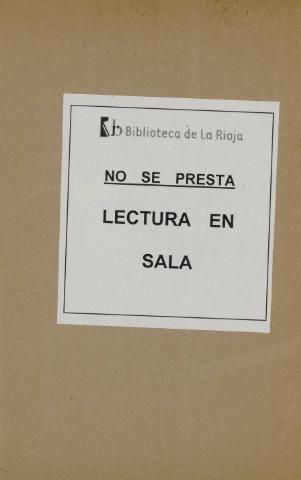 b Biblioteca de La Rioja
NO SE PRESTA
LECTURA EN
SALA